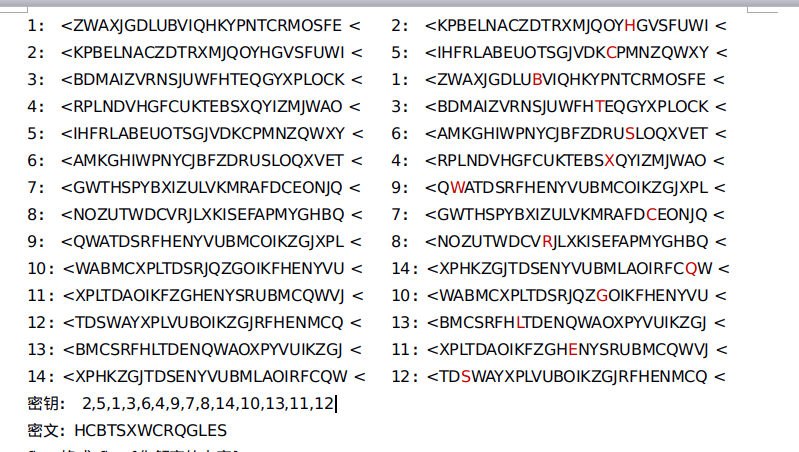 1: <ZWAXJGDLUBVIQHKYPNTCRMOSFE <
2: <KPBELNACZDTRXMJQOYHGVSFUWI <
3: <BDMAIZVRNSJUWFHTEQGYXPLOCK <
4: <RPLNDVHGFCUKTEBSXQYIZMJWAO <
5: <IHFRLABEUOTSGJVDKCPMNZQWXY <
6: <AMKGHIWPNYCJBFZDRUSLOQXVET <
7: <GWTHSPYBXIZULVKMRAFDCEONJQ <
8: <NOZUTWDCVRJLXKISEFAPMYGHBQ <
9: <QWATDSRFHENYVUBMCOIKZGJXPL <
10: <WABMCXPLTDSRJQZGOIKFHENYVU <
11: <XPLTDAOIKFZGHENYSRUBMCQWVJ <
12: <TDSWAYXPLVUBOIKZGJRFHENMCQ <
13: <BMCSRFHLTDENQWAOXPYVUIKZGJ <
14: <XPHKZGJTDSENYVUBMLAOIRFCQW <
2: <KPBELNACZDTRXMJQOYHGVSFUWI <
5: <IHFRLABEUOTSGJVDKCPMNZQWXY <
1: <ZWAXJGDLUBVIQHKYPNTCRMOSFE <
3: <BDMAIZVRNSJUWFHTEQGYXPLOCK <
6: <AMKGHIWPNYCJBFZDRUSLOQXVET <
4: <RPLNDVHGFCUKTEBSXQYIZMJWAO <
9: <QWATDSRFHENYVUBMCOIKZGJXPL <
7: <GWTHSPYBXIZULVKMRAFDCEONJQ <
8: <NOZUTWDCVRJLXKISEFAPMYGHBQ <
14: <XPHKZGJTDSENYVUBMLAOIRFCQW <
10: <WABMCXPLTDSRJQZGOIKFHENYVU <
13: <BMCSRFHLTDENQWAOXPYVUIKZGJ <
11: <XPLTDAOIKFZGHENYSRUBMCQWVJ <
12: <TDSWAYXPLVUBOIKZGJRFHENMCQ <
密钥: 2,5,1,3,6,4,9,7,8,14,10,13,11,12
密文: HCBTSXWCRQGLES